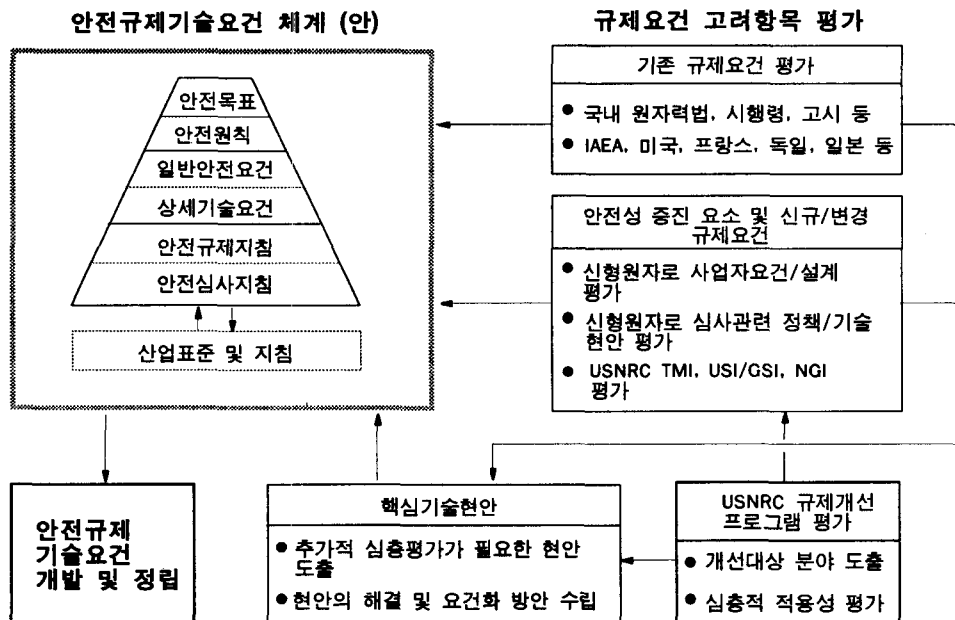 안전규제기술요건 체계 (안)
안전목표
안전원칙
일반안전요건
상세기술요건
안전규제지침
안전심사지침
산업표준 및 지침
규제요건 고려항목 평가
기존 규제요건 평가
● 국내 원자력법, 시행령, 고시 등
● IAEA, 미국, 프랑스, 독일, 일본 등
안전성 증진 요소 및 신규/변경
규제요건
● 신형원자로 사업자요건/설계
평가
● 신형원자로 심사관련 정책/기술
현안 평가
● USNRC TMI, USI/GSI, NGI
평가
안전규제
기술요건
개발 및 정립
핵심기술현안
● 추가적 심층평가가 필요한 현안
도출
● 현안의 해결 및 요건화 방안 수립
USNRC 규제개선
프로그램 평가
● 개선대상 분야 도출
● 심층적 적용성 평가